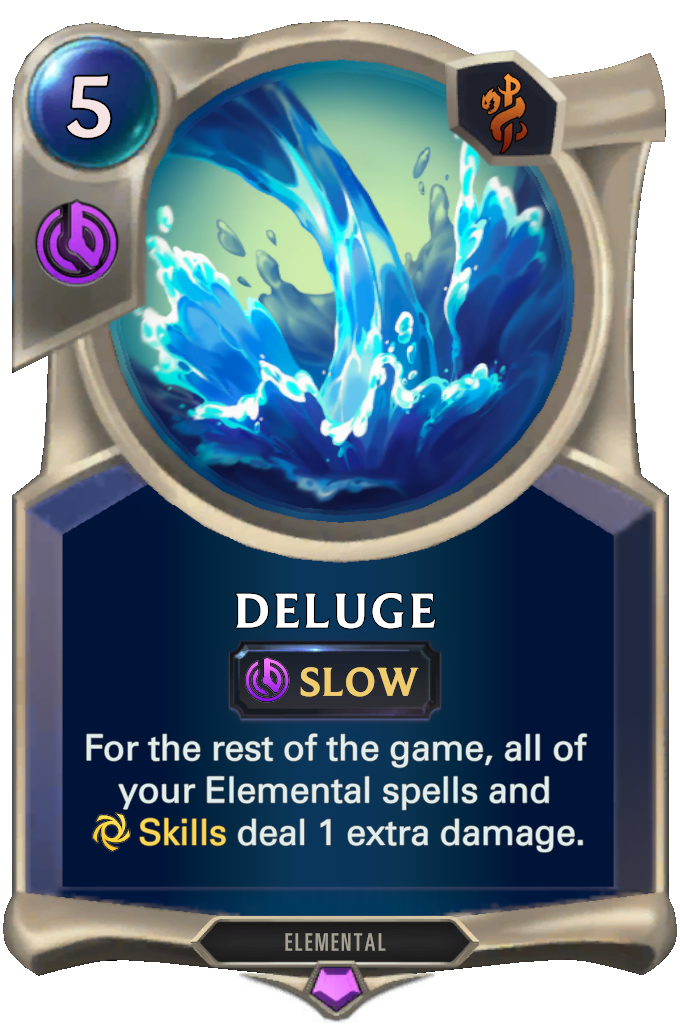 5
DELUGE
SLOW
For the rest of the game, all of
your Elemental spells and
Skills deal 1 extra damage.
ELEMENTAL